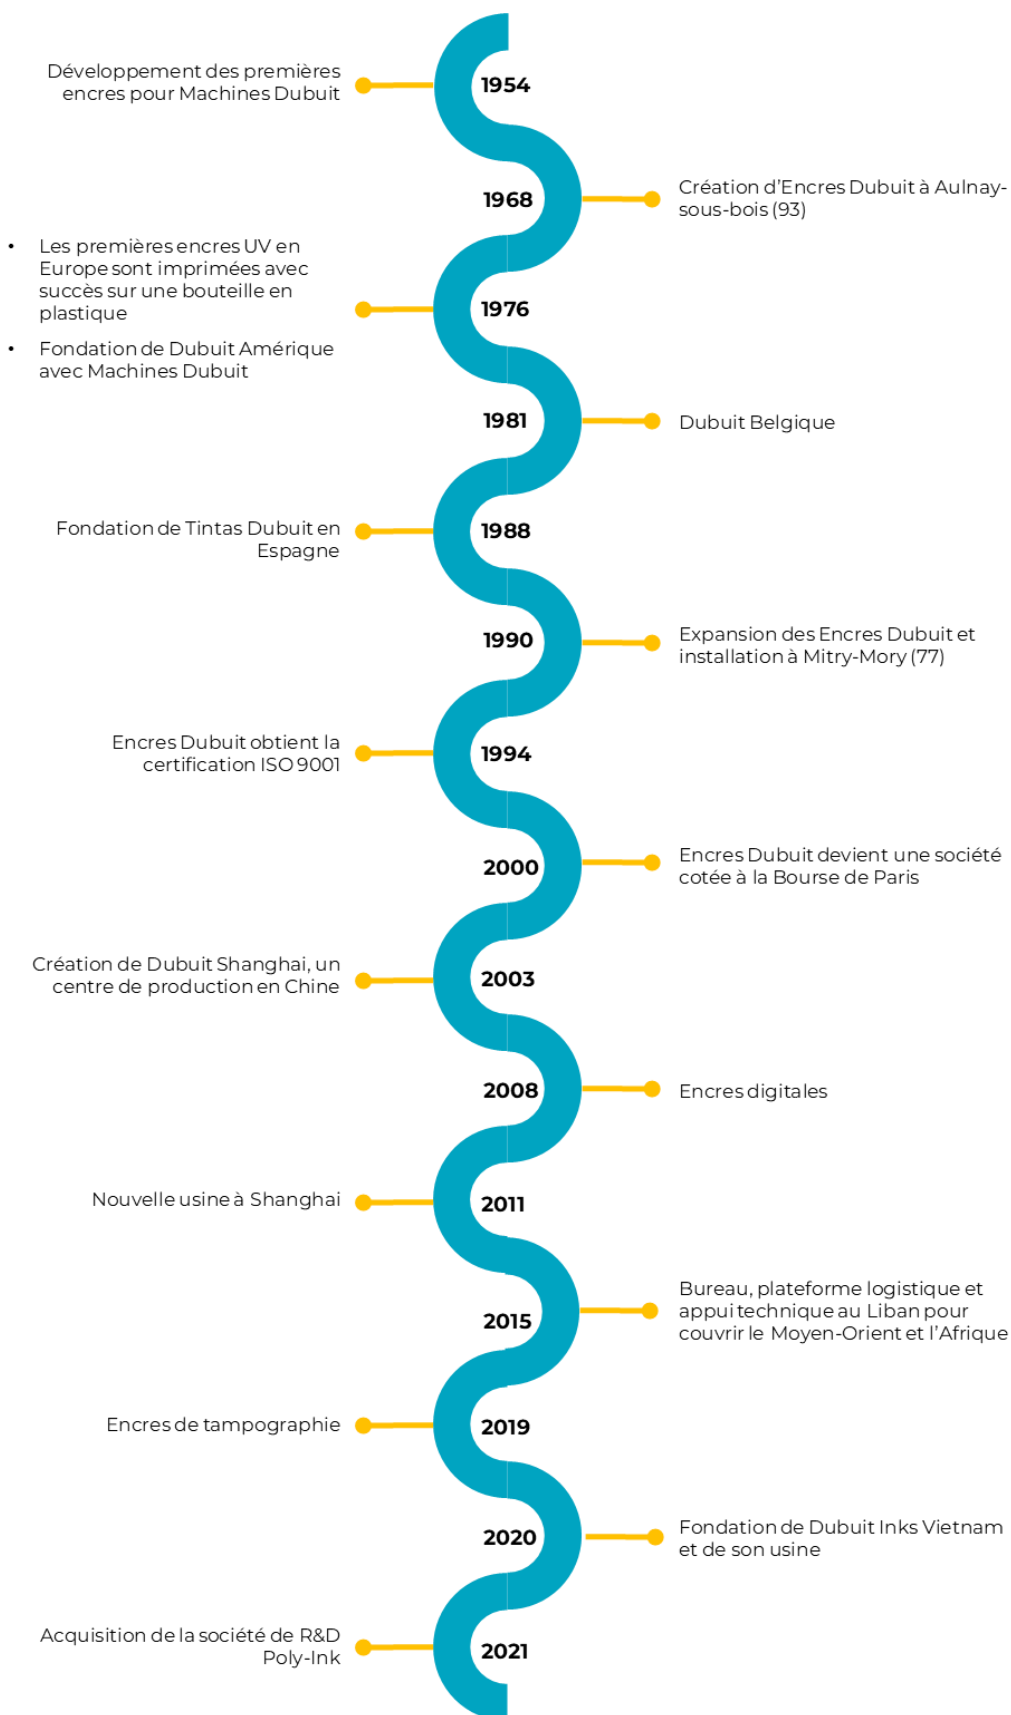 Développement des premières
encres pour Machines Dubuit
1954
1968
Création d’Encres Dubuit à Aulnay-
sous-bois (93)
• Les premières encres UV en
Europe sont imprimées avec
succès sur une bouteille en
plastique
• Fondation de Dubuit Amérique
avec Machines Dubuit
1976
1981
Dubuit Belgique
Fondation de Tintas Dubuit en
Espagne
1988
1990
Expansion des Encres Dubuit et
installation à Mitry-Mory (77)
Encres Dubuit obtient la
certification ISO 9001
1994
2000
Encres Dubuit devient une société
cotée à la Bourse de Paris
Création de Dubuit Shanghai, un
centre de production en Chine
2003
2008
Encres digitales
Nouvelle usine à Shanghai
2011
2015
Bureau, plateforme logistique et
appui technique au Liban pour
couvrir le Moyen-Orient et l’Afrique
Encres de tampographie
2019
2020
Fondation de Dubuit Inks Vietnam
et de son usine
Acquisition de la société de R&D
Poly-Ink
2021